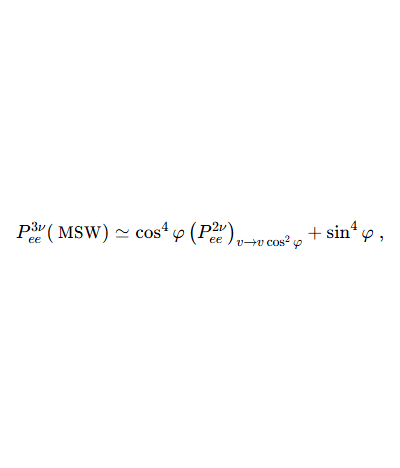 $P_{ee}^{3\nu}(\text{ MSW}) \simeq \cos^4 \varphi \left(P_{ee}^{2\nu}\right)_{v \to v \cos^2 \varphi} + \sin^4 \varphi \ ,$